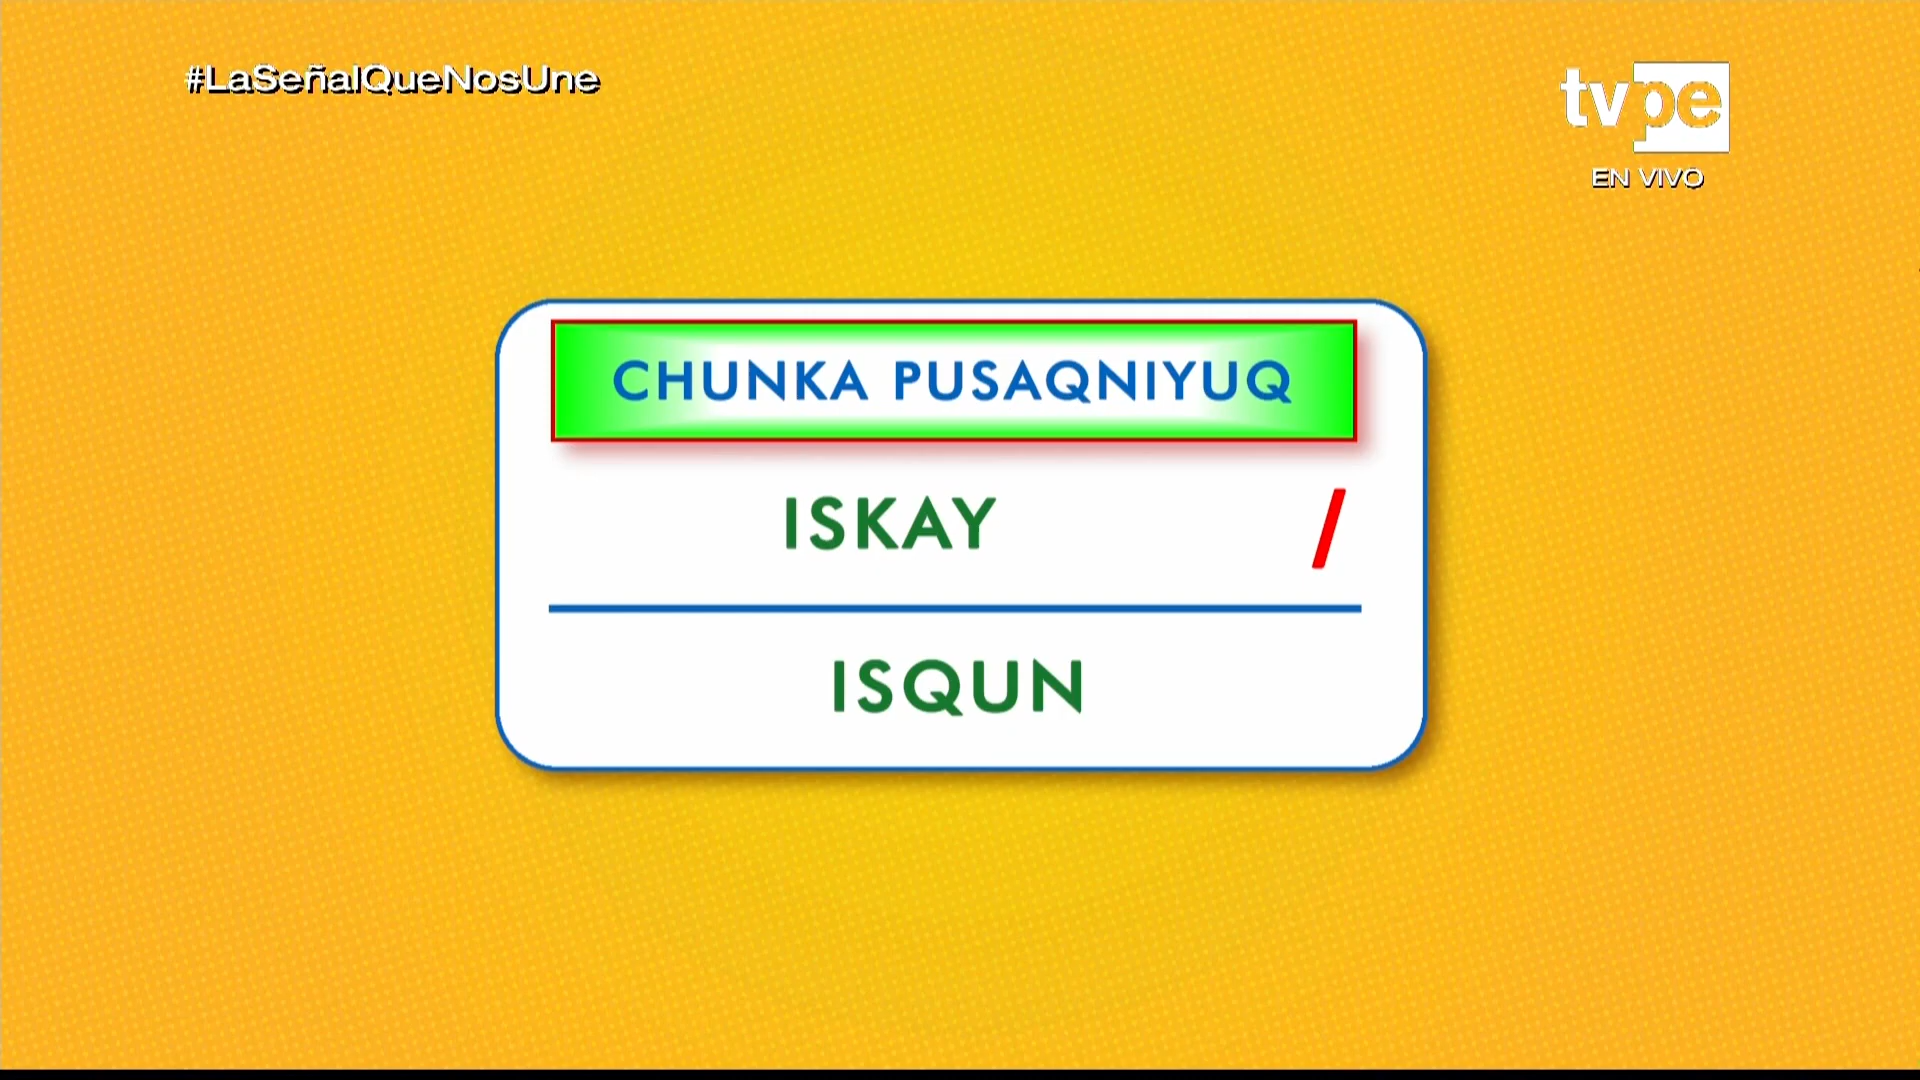 #LaSeñalQueNosUne
tvpe
EN VIVO
CHUNKA PUSAQNIYUQ
ISKAY /
ISQUN